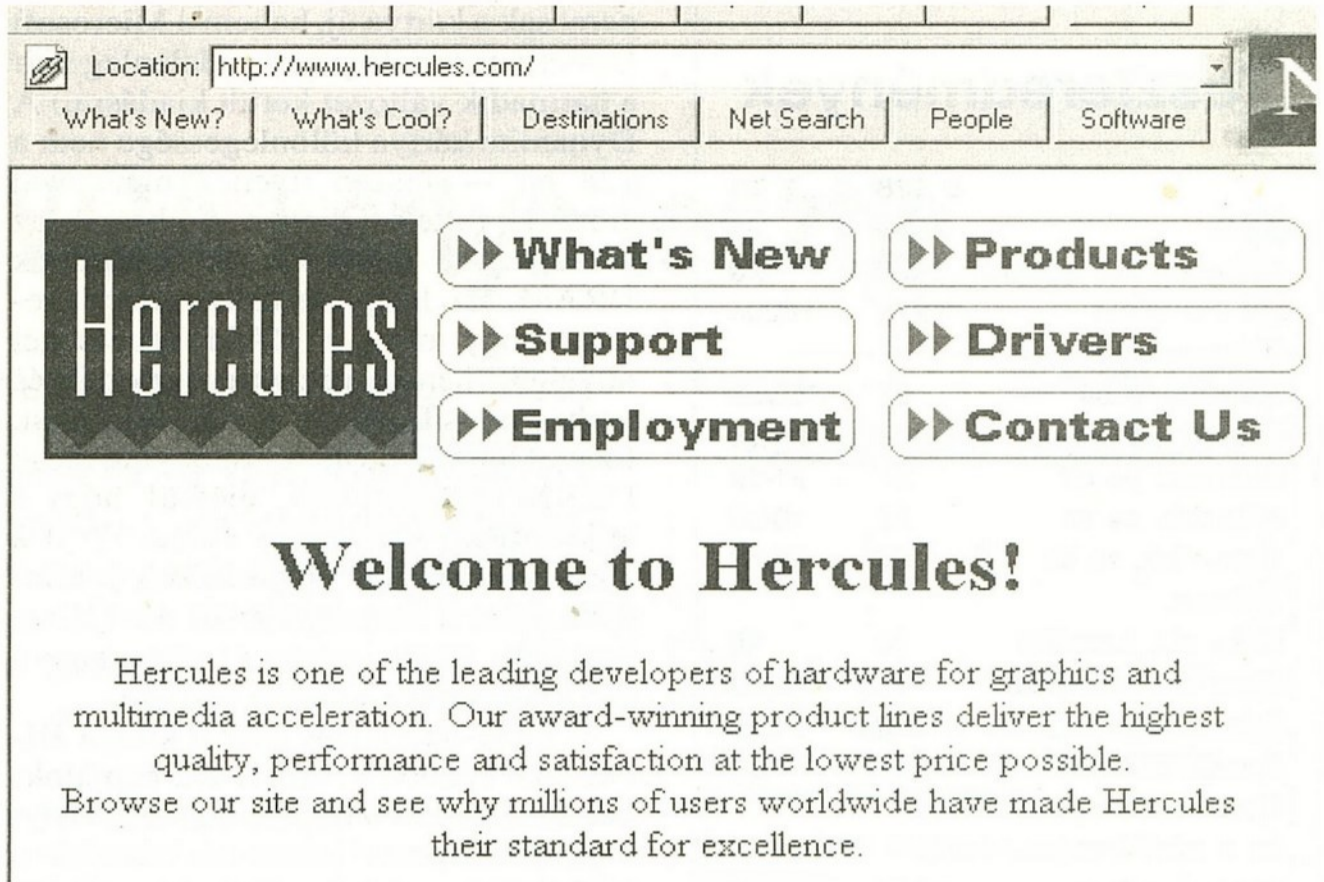 Location: http://www.hercules.com/
What's New? What's Cool? Destinations Net Search People Software
N
Hercules
What's New Products
Support Drivers
Employment Contact Us
Welcome to Hercules!
Hercules is one of the leading developers of hardware for graphics and
multimedia acceleration. Our award-winning product lines deliver the highest
quality, performance and satisfaction at the lowest price possible.
Browse our site and see why millions of users worldwide have made Hercules
their standard for excellence.